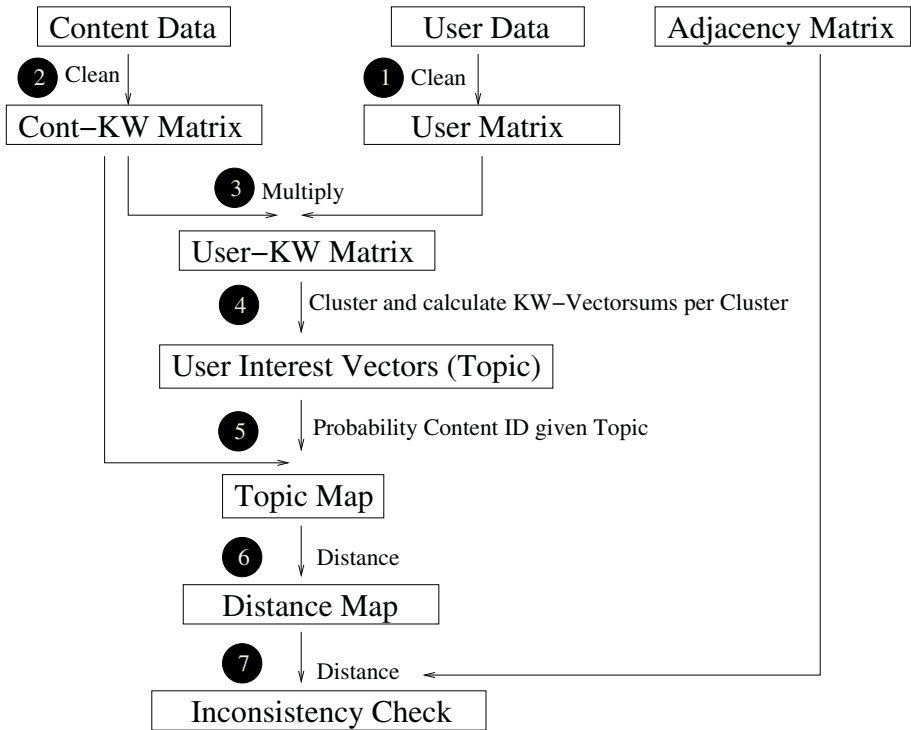 Content Data
User Data
Adjacency Matrix
2 Clean
1 Clean
Cont−KW Matrix
User Matrix
3 Multiply
User−KW Matrix
4 Cluster and calculate KW−Vectorsums per Cluster
User Interest Vectors (Topic)
5 Probability Content ID given Topic
Topic Map
6 Distance
Distance Map
7 Distance
Inconsistency Check